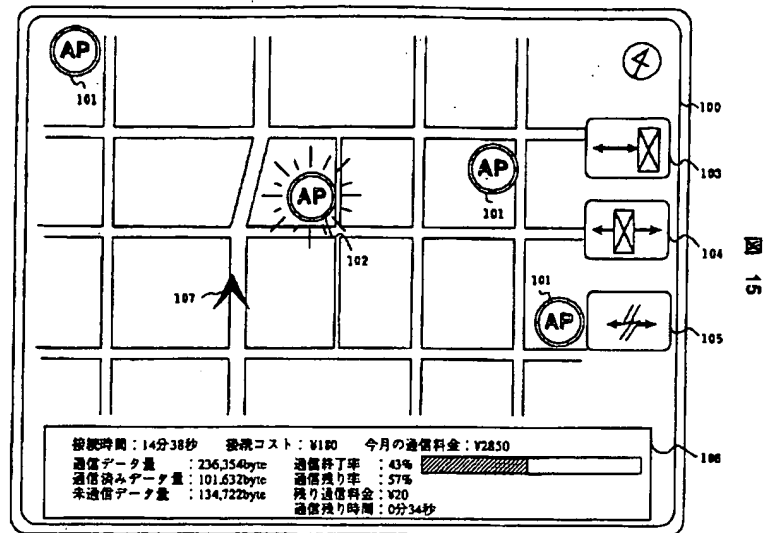 AP
101
100
103
AP
101
AP
102
104
図 15
107
101
AP
105
接続時間：14分38秒 接続コスト：¥180 今月の通信料金：¥2850
通信データ量 ：236,354byte 通信終了率 ：43%
通信済みデータ量：101,632byte 通信残り率 ：57%
未通信データ量 ：134,722byte 残り通信料金：¥20
通信残り時間：0分34秒
106